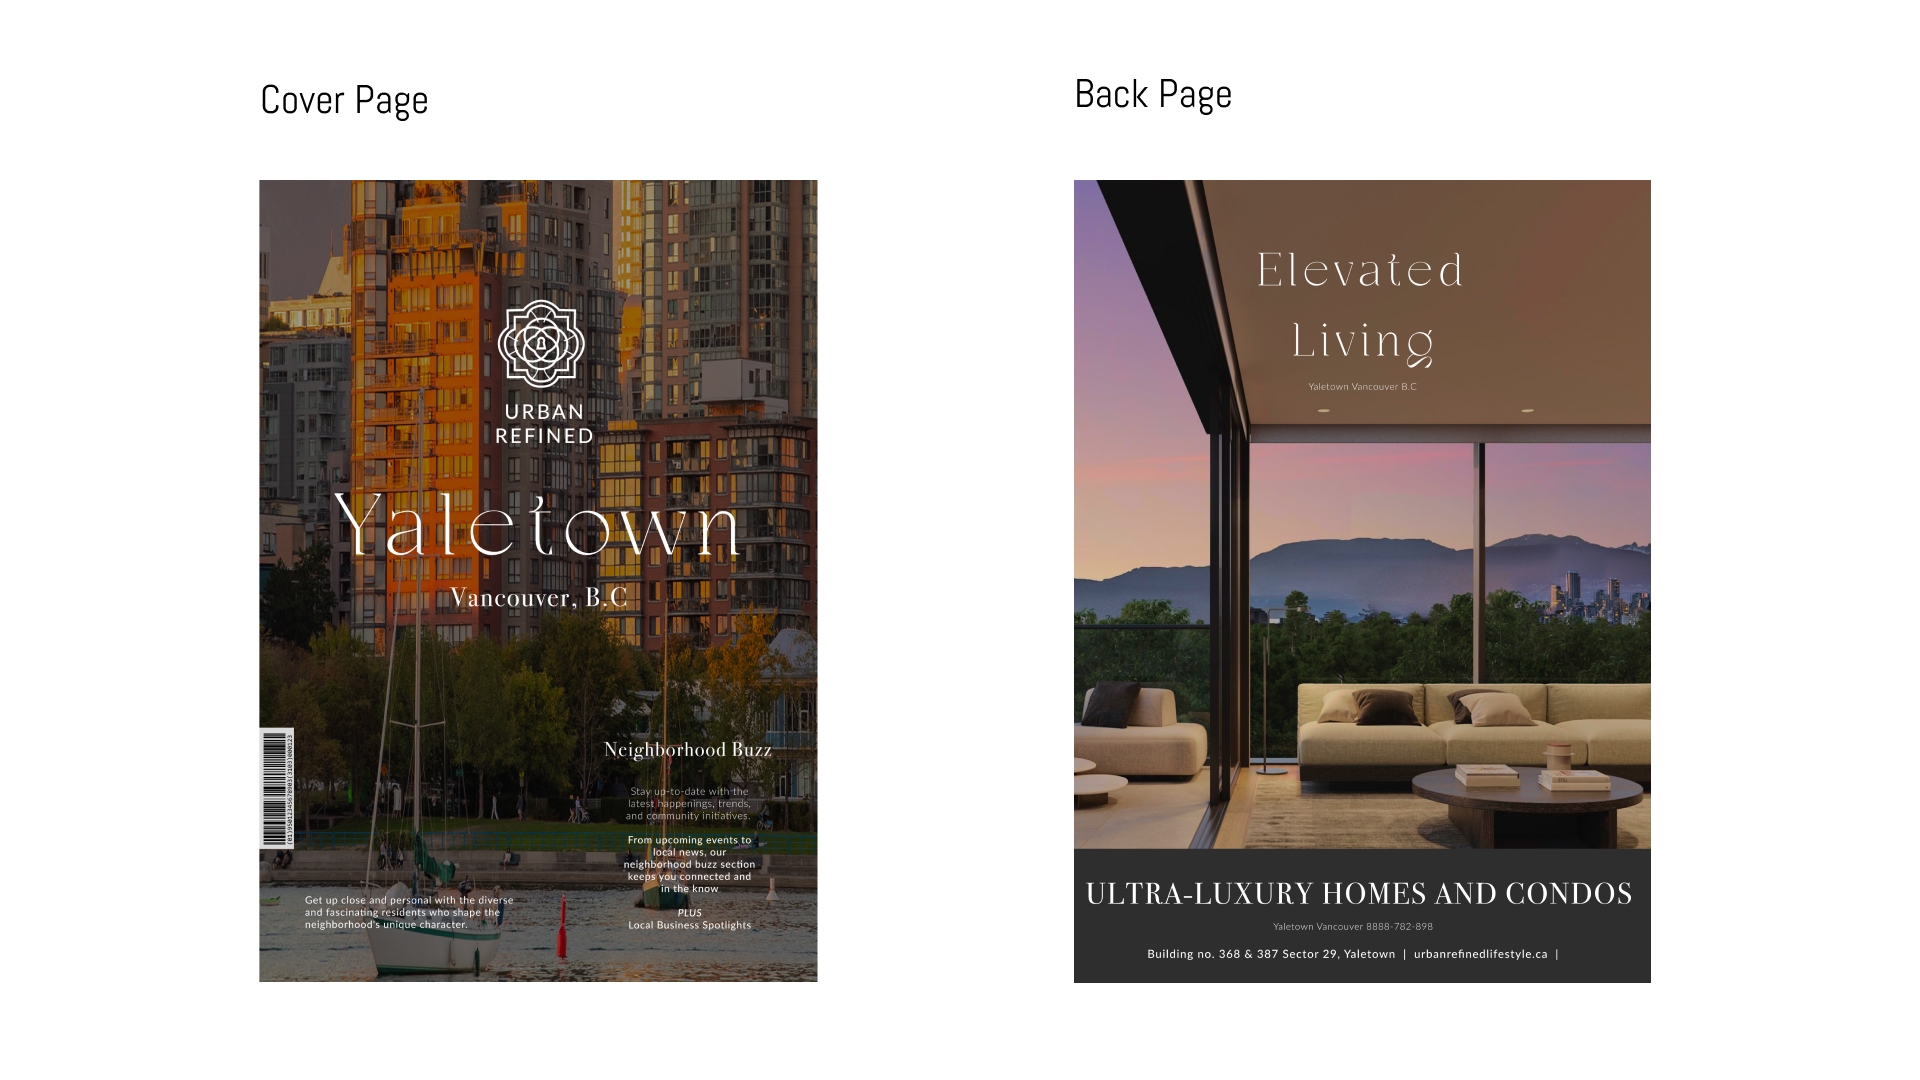 Cover Page
URBAN
REFINED
Yaletown
Vancouver, B.C
Neighborhood Buzz
Stay up-to-date with the
latest happenings, trends,
and community initiatives.
From upcoming events to
local news, our
neighborhood buzz section
keeps you connected and
in the know
PLUS
Local Business Spotlights
Get up close and personal with the diverse
and fascinating residents who shape the
neighborhood's unique character.
Back Page
Elevated
Living
Yaletown Vancouver B.C
ULTRA-LUXURY HOMES AND CONDOS
Yaletown Vancouver 8888-782-898
Building no. 368 & 387 Sector 29, Yaletown | urbanrefinedlifestyle.ca |